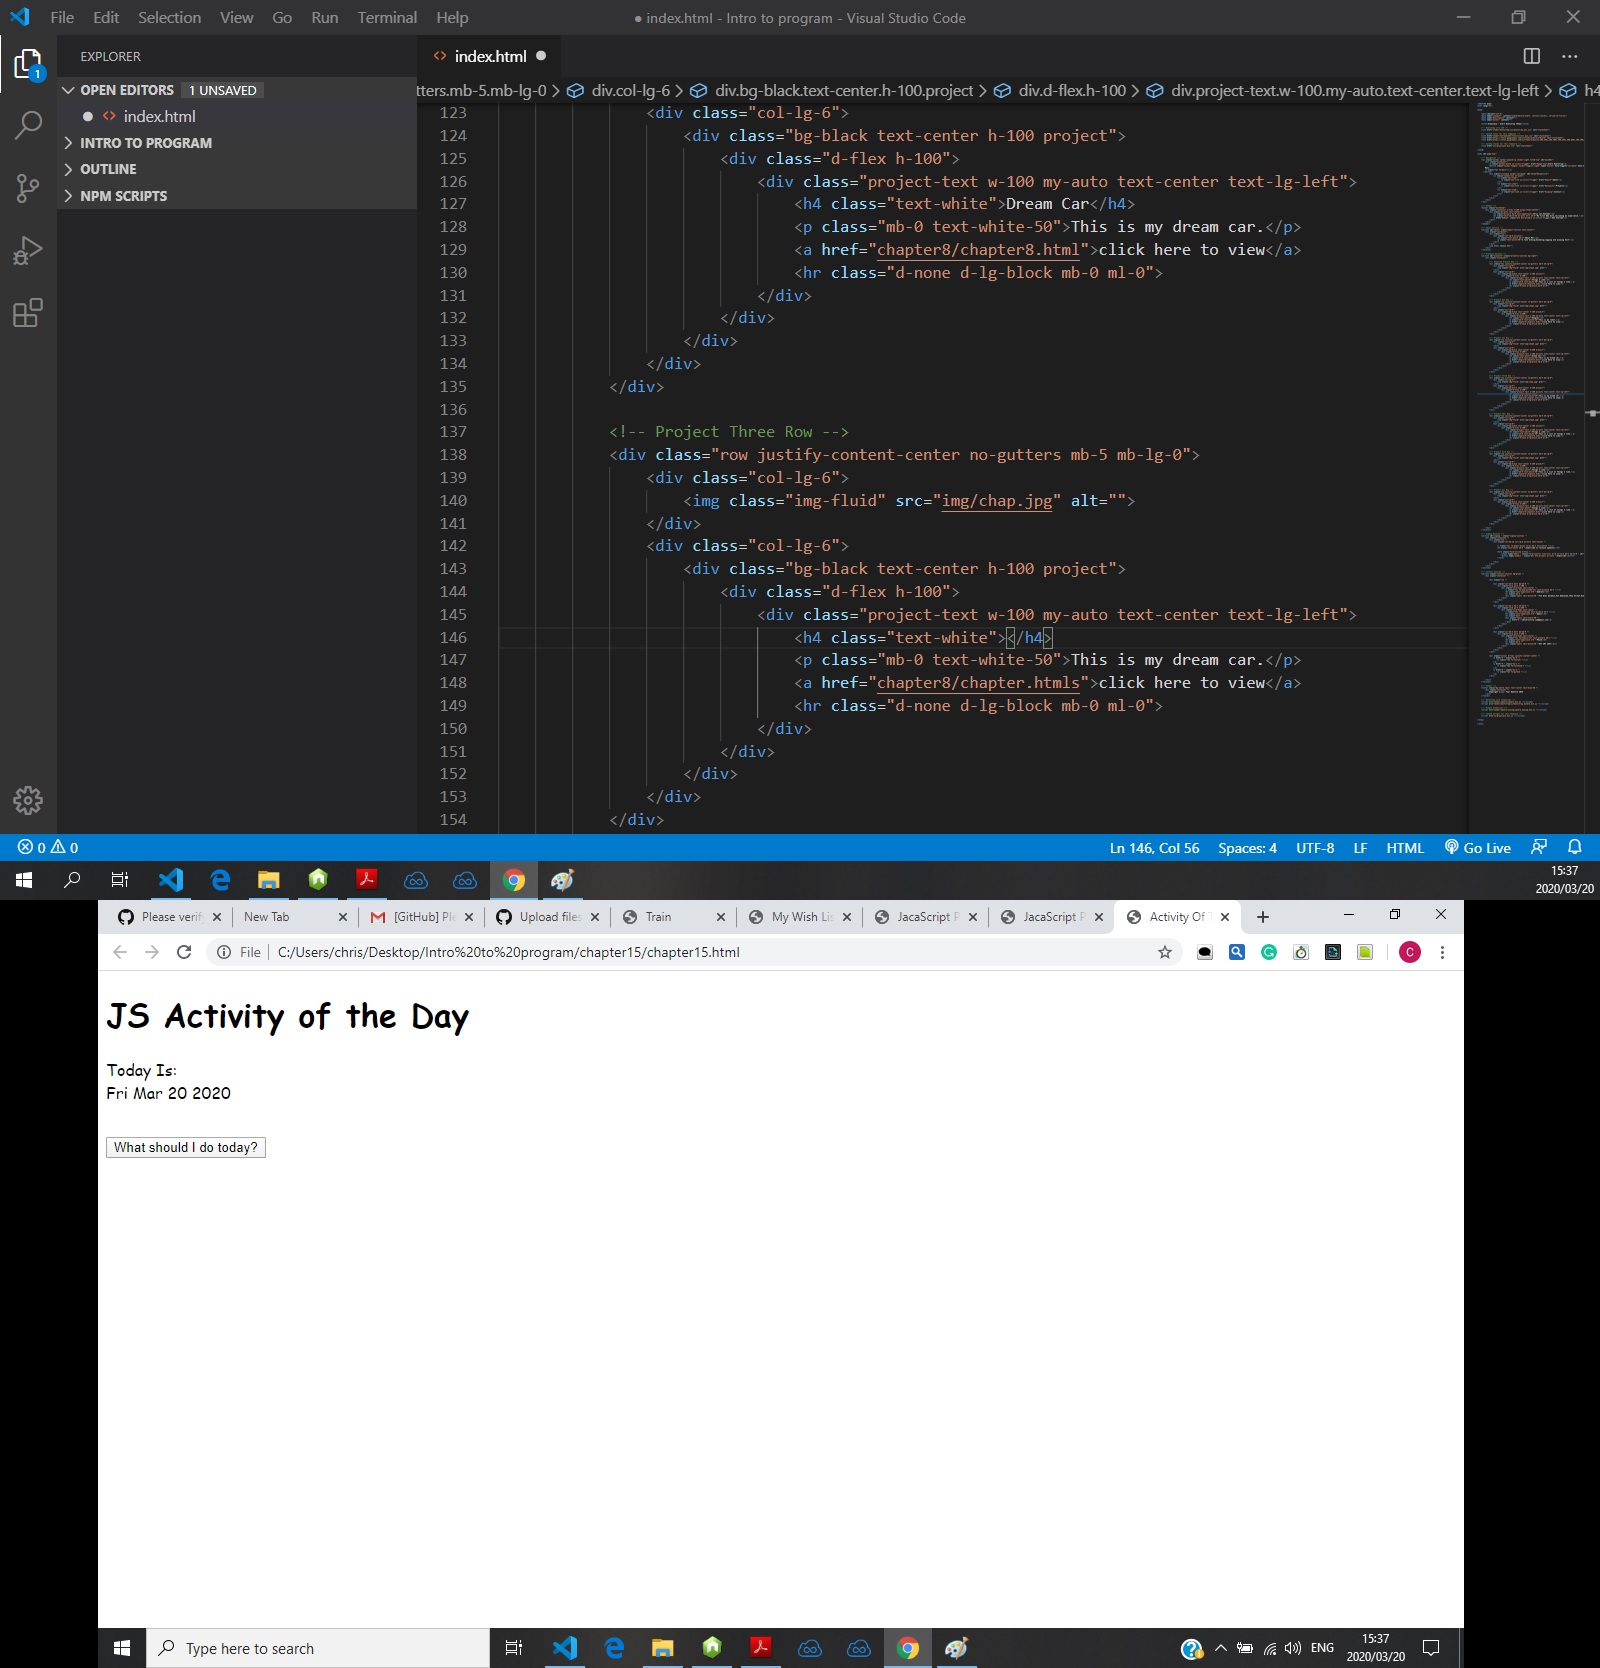 File Edit Selection View Go Run Terminal Help ● index.html - Intro to program - Visual Studio Code
EXPLORER
index.html
OPEN EDITORS 1 UNSAVED
index.html
INTRO TO PROGRAM
OUTLINE
NPM SCRIPTS
1
tters.mb-5.mb-lg-0 > div.col-lg-6 > div.bg-black.text-center.h-100.project > div.d-flex.h-100 > div.project-text.w-100.my-auto.text-center.text-lg-left > h4
123 <div class="col-lg-6">
124 <div class="bg-black text-center h-100 project">
125 <div class="d-flex h-100">
126 <div class="project-text w-100 my-auto text-center text-lg-left">
127 <h4 class="text-white">Dream Car</h4>
128 <p class="mb-0 text-white-50">This is my dream car.</p>
129 <a href="chapter8/chapter8.html">click here to view</a>
130 <hr class="d-none d-lg-block mb-0 ml-0">
131 </div>
132 </div>
133 </div>
134 </div>
135 </div>
136
137 <!-- Project Three Row -->
138 <div class="row justify-content-center no-gutters mb-5 mb-lg-0">
139 <div class="col-lg-6">
140 <img class="img-fluid" src="img/chap.jpg" alt="">
141 </div>
142 <div class="col-lg-6">
143 <div class="bg-black text-center h-100 project">
144 <div class="d-flex h-100">
145 <div class="project-text w-100 my-auto text-center text-lg-left">
146 <h4 class="text-white"></h4>
147 <p class="mb-0 text-white-50">This is my dream car.</p>
148 <a href="chapter8/chapter.htmls">click here to view</a>
149 <hr class="d-none d-lg-block mb-0 ml-0">
150 </div>
151 </div>
152 </div>
153 </div>
154 </div>
0 0 Ln 146, Col 56 Spaces: 4 UTF-8 LF HTML Go Live
15:37
2020/03/20
Please verif New Tab [GitHub] Ple Upload files Train My Wish Lis JacaScript P JacaScript P Activity Of T
File C:/Users/chris/Desktop/Intro%20to%20program/chapter15/chapter15.html C
JS Activity of the Day
Today Is:
Fri Mar 20 2020
What should I do today?
Type here to search ENG
15:37
2020/03/20